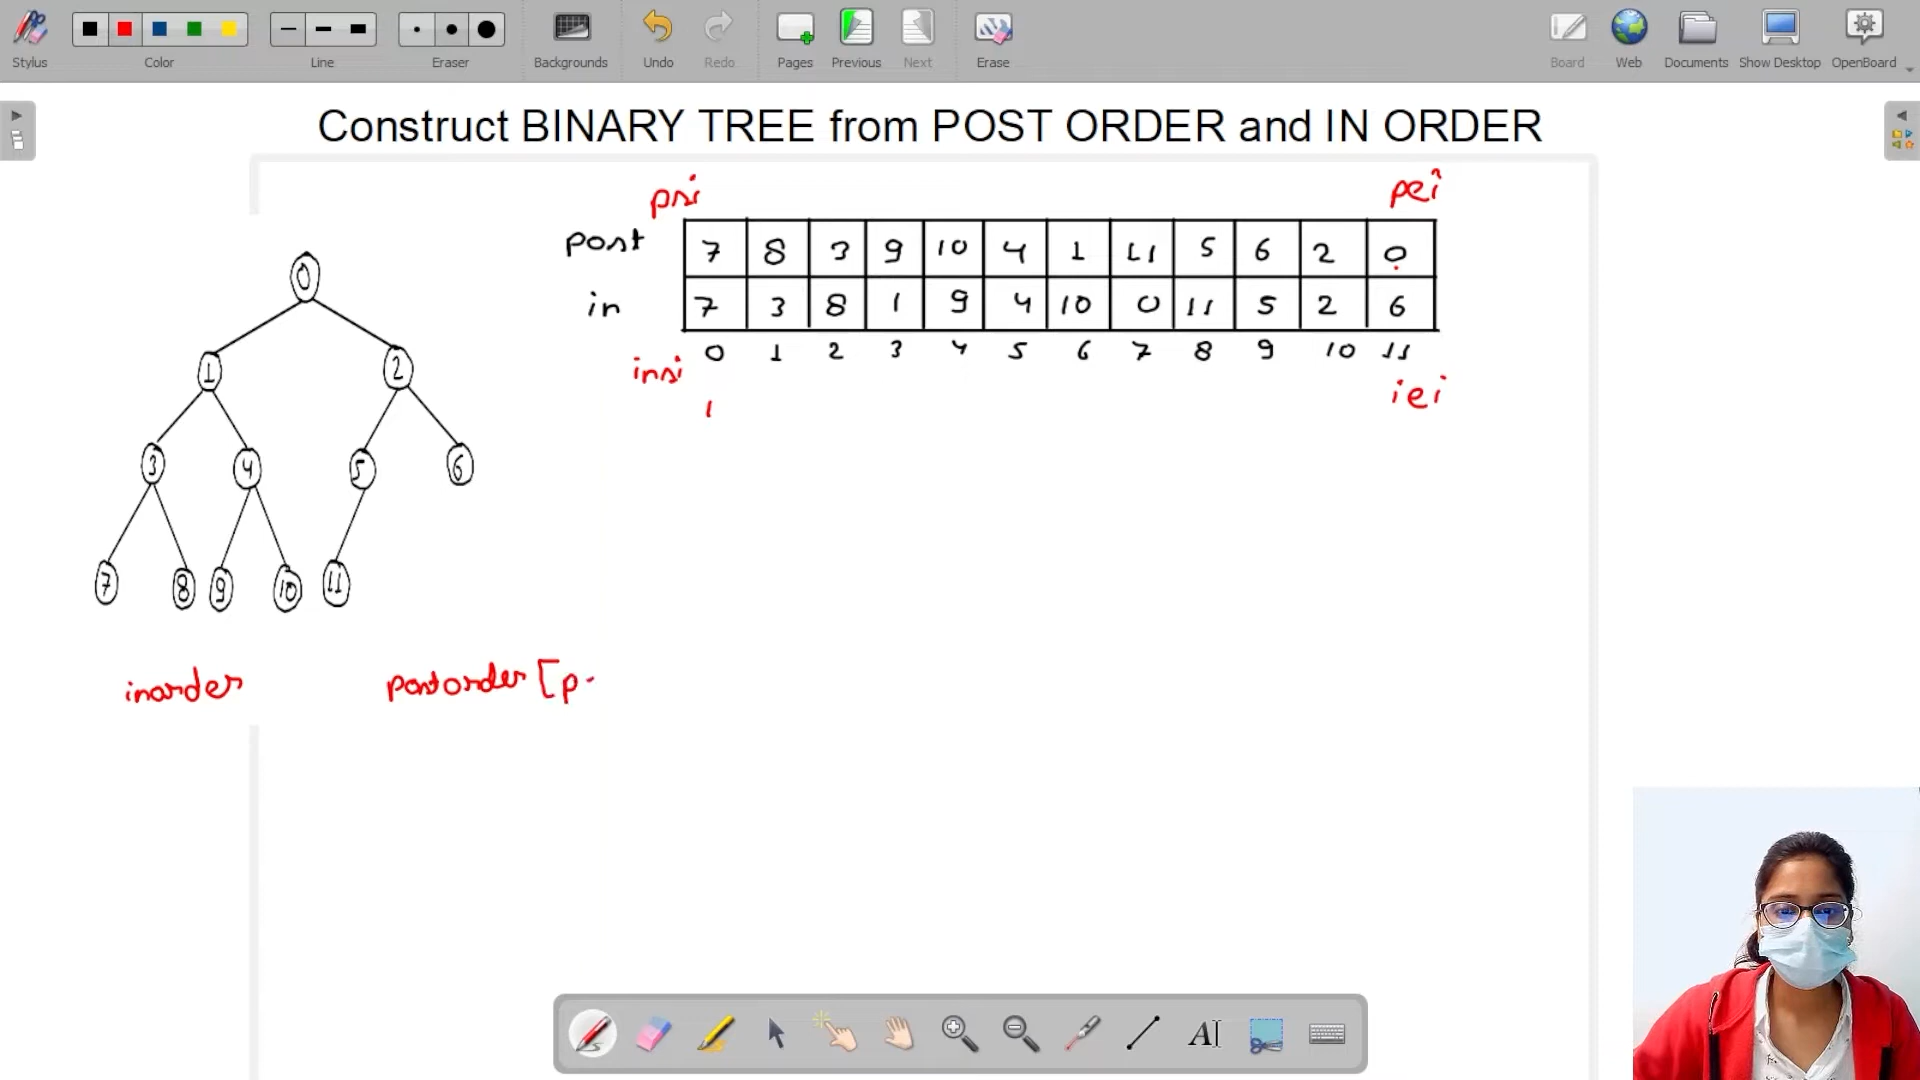 Stylus Color Line Eraser Backgrounds Undo Redo Pages Previous Next Erase Board Web Documents Show Desktop OpenBoard
Construct BINARY TREE from POST ORDER and IN ORDER
psi pei
post 7 8 3 9 10 4 1 11 5 6 2 0
in 7 3 8 1 9 4 10 0 11 5 2 6
0 1 2 3 4 5 6 7 8 9 10 11
insi iei
0
1 2
3 4 5 6
7 8 9 10 11
inorder postorder [p